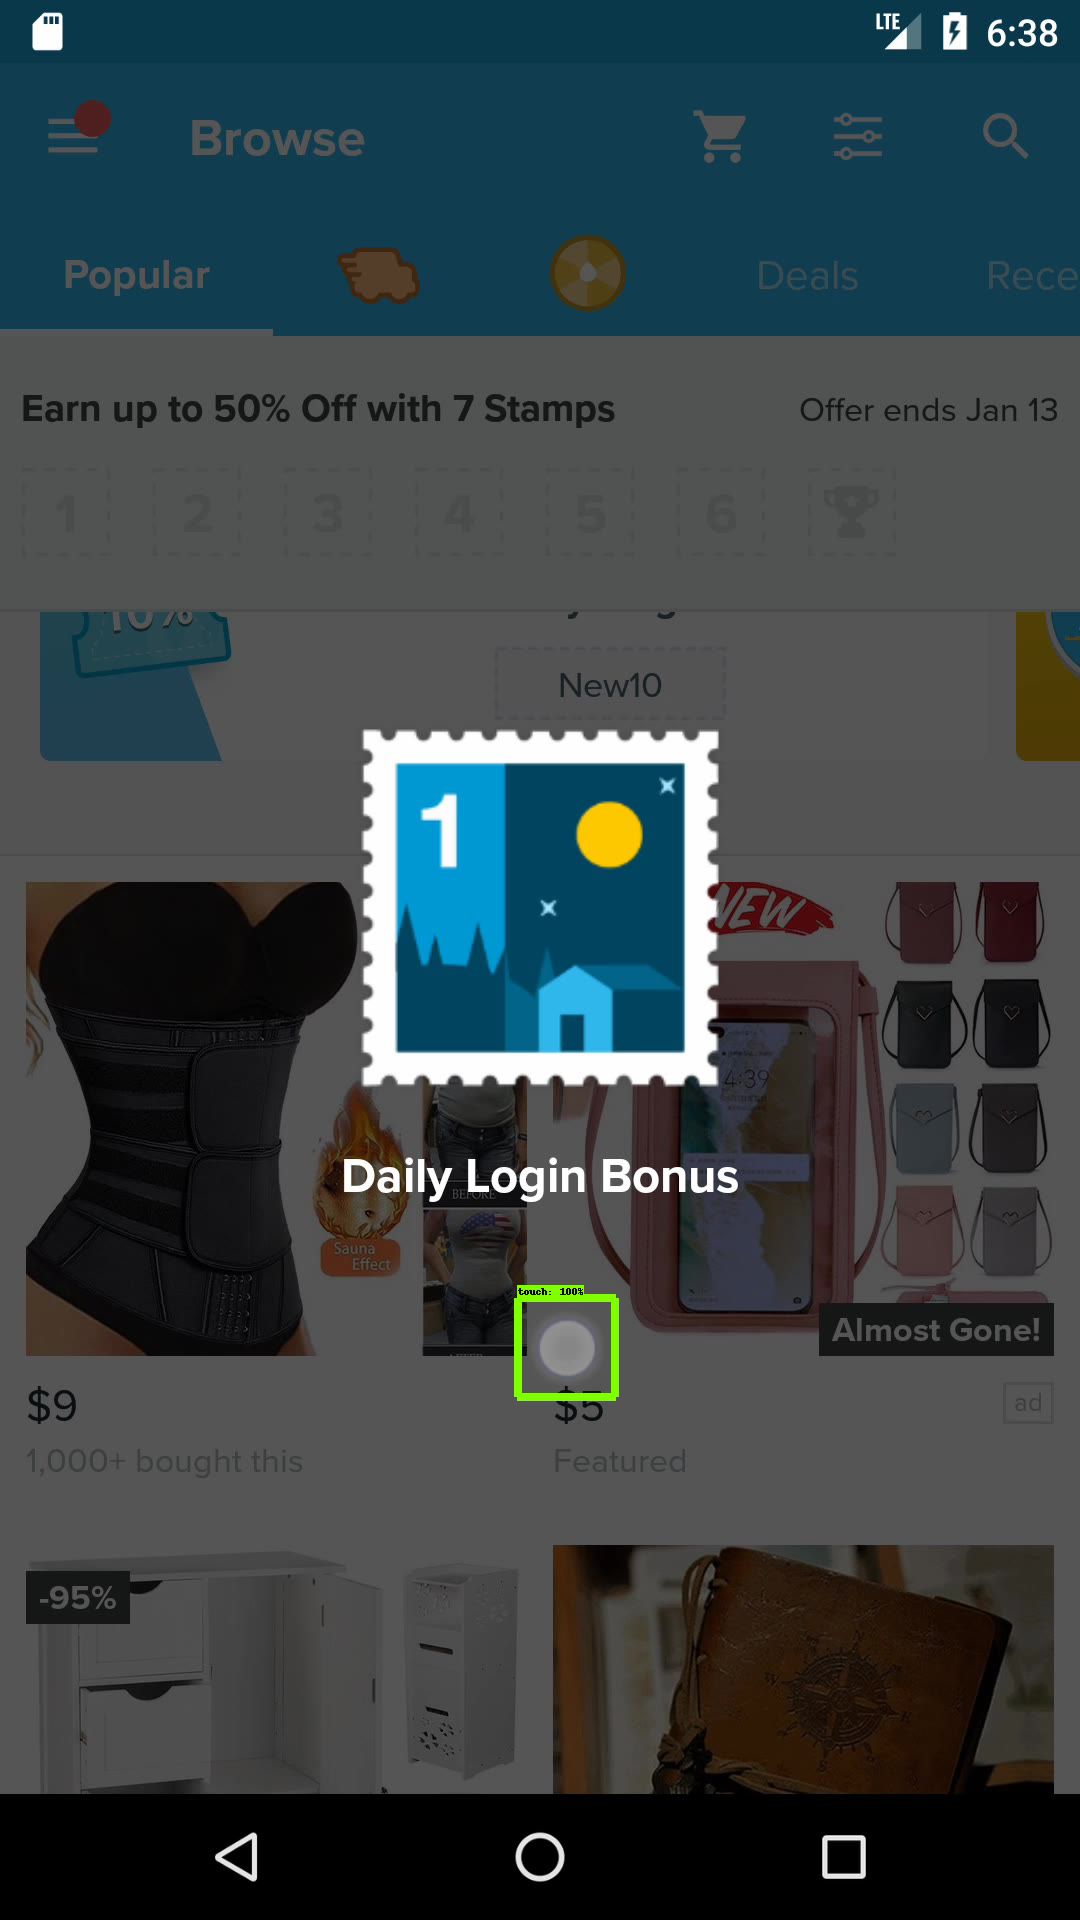 LTE 6:38
Browse
Popular
Deals
Rece
Earn up to 50% Off with 7 Stamps
Offer ends Jan 13
1 2 3 4 5 6
10%
New10
1
NEW
4:39
Daily Login Bonus
BEFORE
Sauna
Effect
touch: 100%
Almost Gone!
$9
$5
ad
1,000+ bought this
Featured
-95%